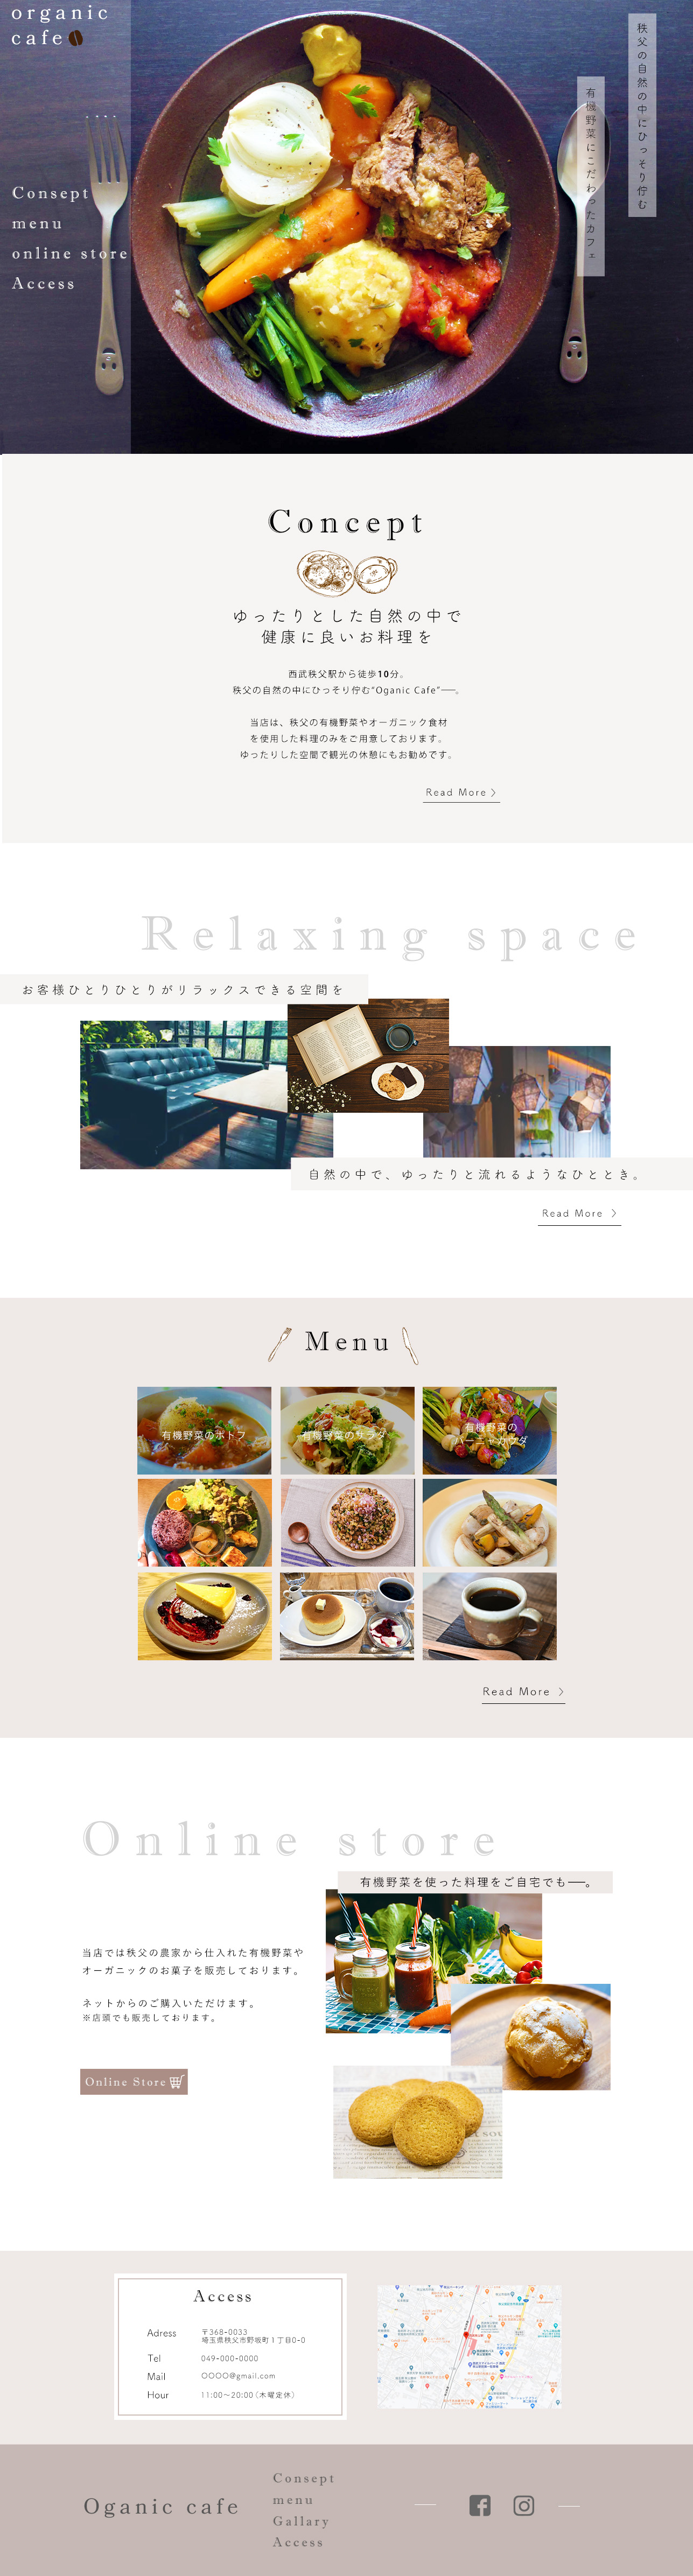 organic
cafe
Consept
menu
online store
Access
秩父の自然の中にひっそり佇む
有機野菜にこだわったカフェ
Concept
ゆったりとした自然の中で
健康に良いお料理を
西武秩父駅から徒歩10分。
秩父の自然の中にひっそり佇む“Oganic Cafe”──。
当店は、秩父の有機野菜やオーガニック食材
を使用した料理のみをご用意しております。
ゆったりした空間で観光の休憩にもお勧めです。
Read More
Relaxing space
お客様ひとりひとりがリラックスできる空間を
自然の中で、ゆったりと流れるようなひととき。
Read More
Menu
有機野菜のポトフ
有機野菜のサラダ
有機野菜の
バーニャカウダ
Read More
Online store
有機野菜を使った料理をご自宅でも──。
当店では秩父の農家から仕入れた有機野菜や
オーガニックのお菓子を販売しております。
ネットからのご購入いただけます。
※店頭でも販売しております。
Online Store
Access
Adress 〒368-0033
埼玉県秩父市野坂町1丁目0-0
Tel 049-000-0000
Mail OOOO@gmail.com
Hour 11:00〜20:00(木曜定休)
Oganic cafe
Consept
menu
Gallary
Access